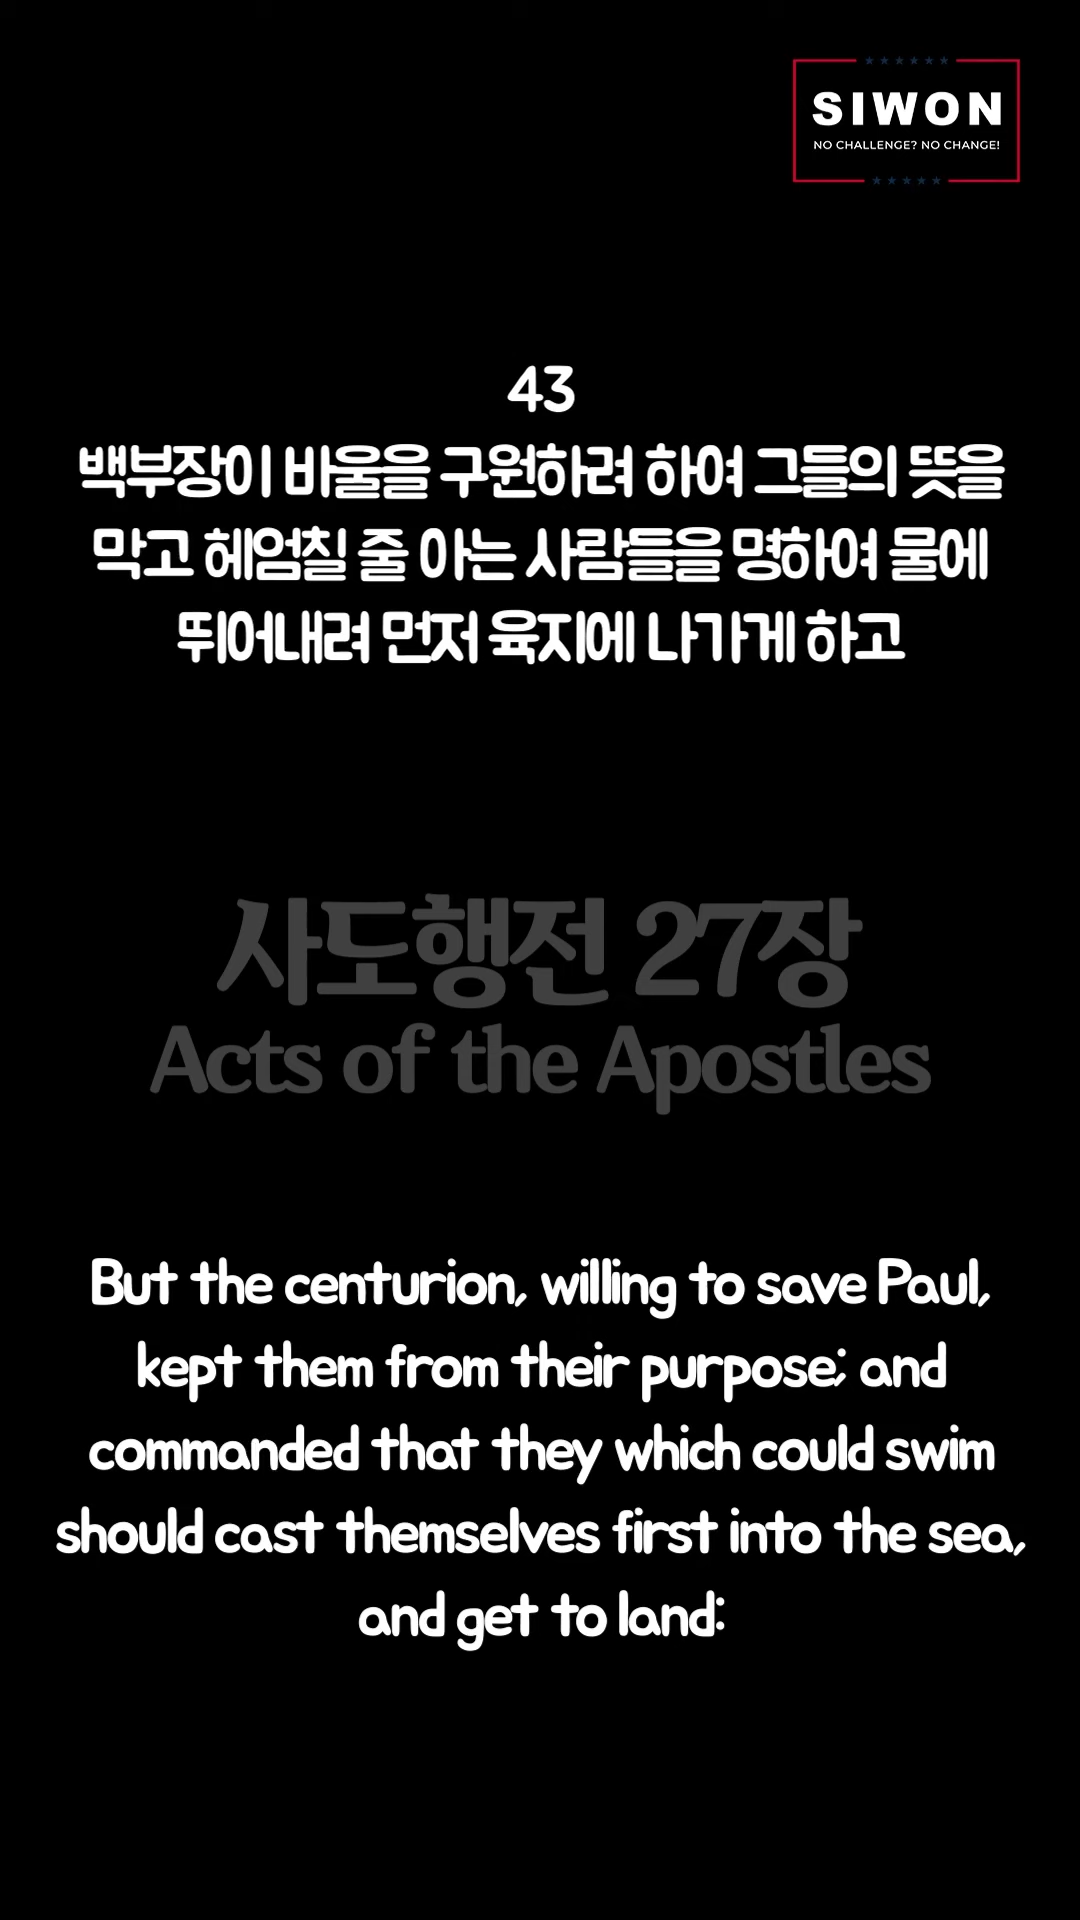 SIWON
NO CHALLENGE? NO CHANGE!
43
백부장이 바울을 구원하려 하여 그들의 뜻을
막고 헤엄칠 줄 아는 사람들을 명하여 물에
뛰어내려 먼저 육지에 나가게 하고
사도행전 27장
Acts of the Apostles
But the centurion, willing to save Paul,
kept them from their purpose; and
commanded that they which could swim
should cast themselves first into the sea,
and get to land: